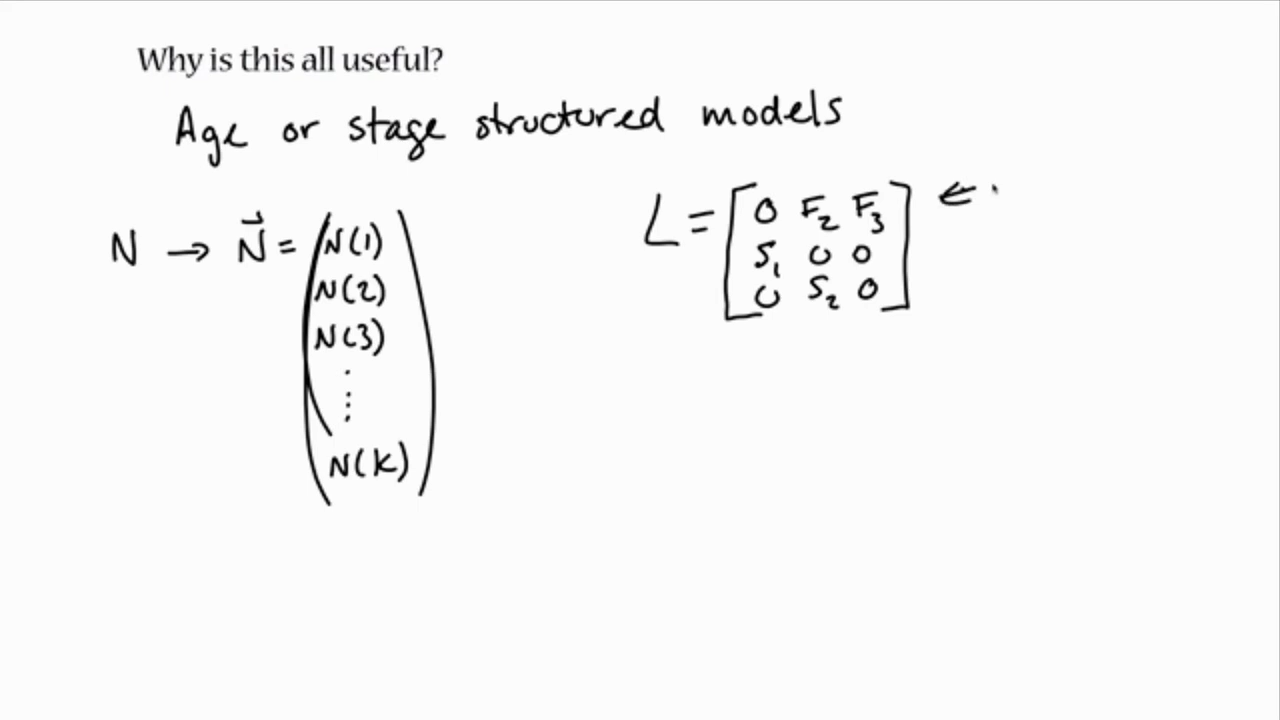 Why is this all useful?
Age or stage structured models
N → N⃗ = (N(1)
N(2)
N(3)
⋮
N(k))
L = [0 F₂ F₃
S₁ 0 0
0 S₂ 0] ←